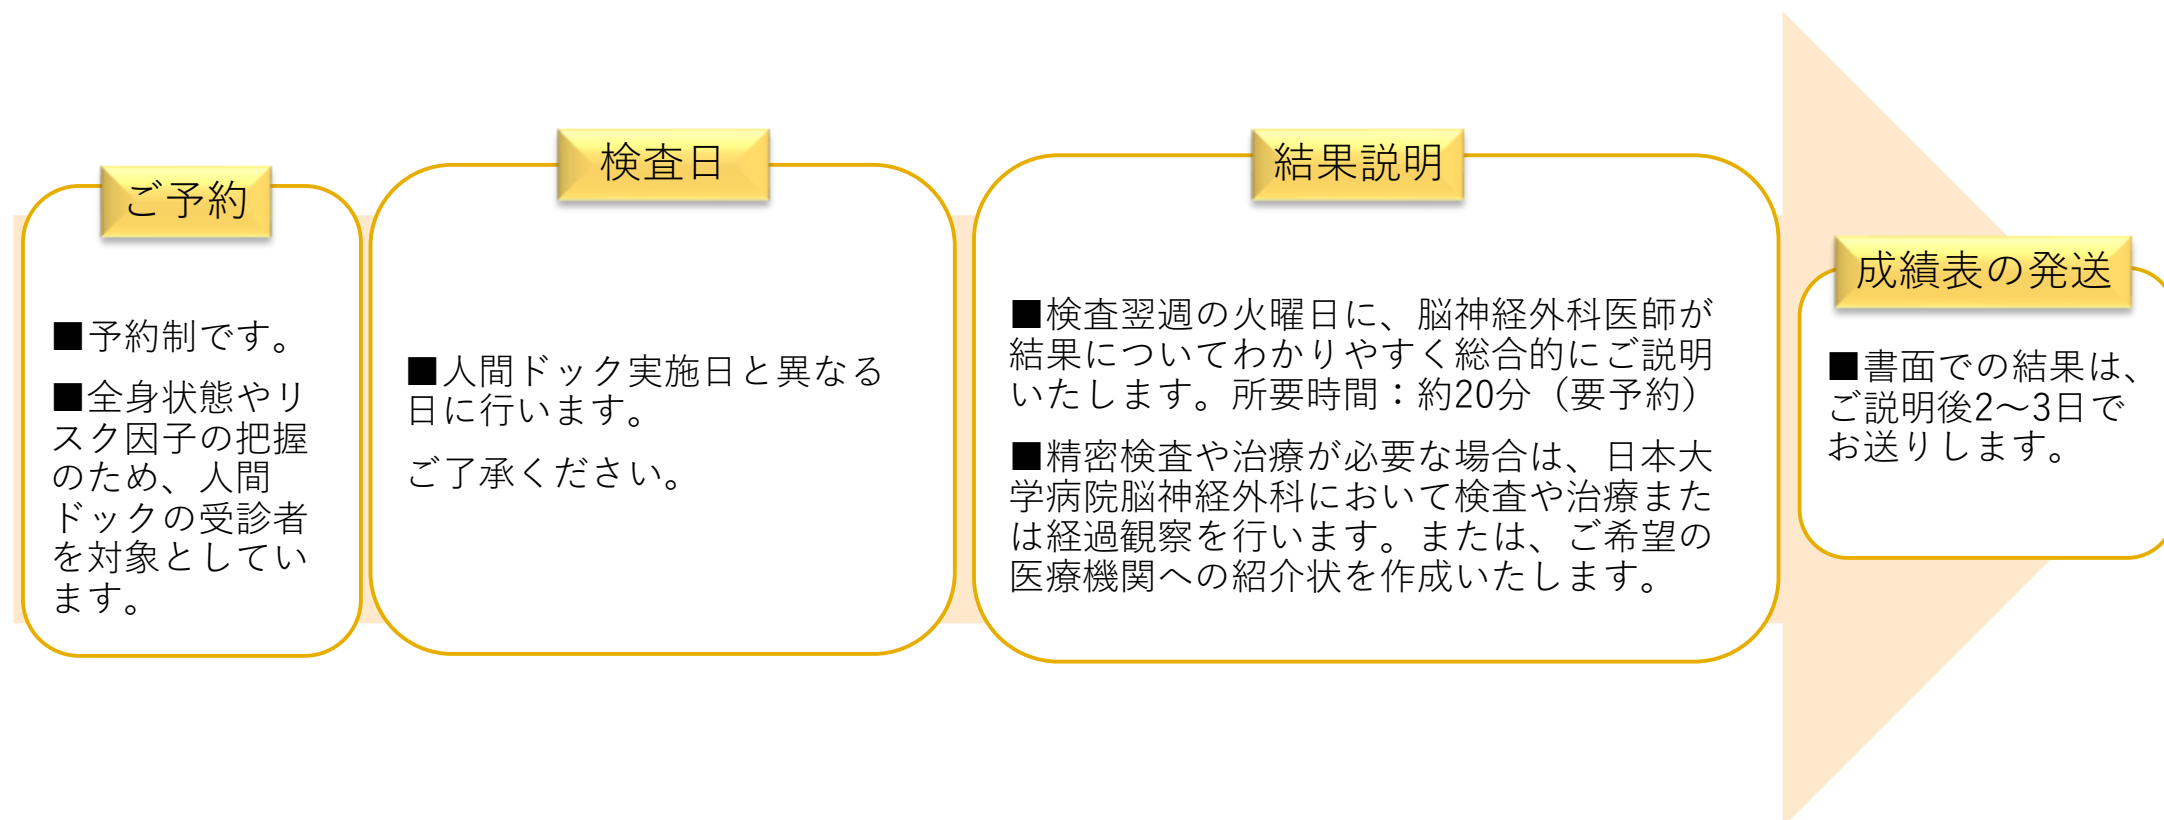 ご予約
■予約制です。
■全身状態やリ
スク因子の把握
のため、人間
ドックの受診者
を対象としてい
ます。
検査日
■人間ドック実施日と異なる
日に行います。
ご了承ください。
結果説明
■検査翌週の火曜日に、脳神経外科医師が
結果についてわかりやすく総合的にご説明
いたします。所要時間：約20分（要予約）
■精密検査や治療が必要な場合は、日本大
学病院脳神経外科において検査や治療また
は経過観察を行います。または、ご希望の
医療機関への紹介状を作成いたします。
成績表の発送
■書面での結果は、
ご説明後2～3日で
お送りします。